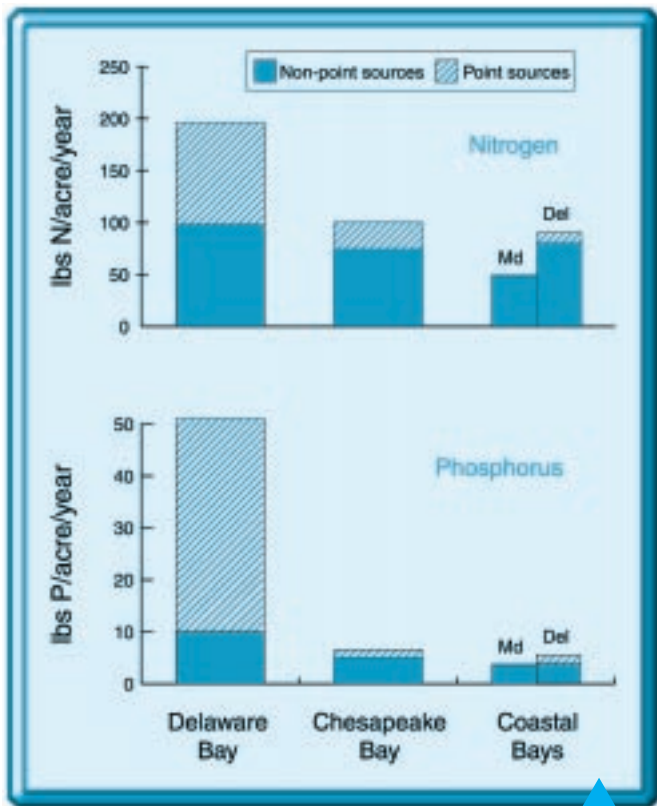 Non-point sources Point sources
Nitrogen
lbs N/acre/year
250
200
150
100
50
0
Md
Del
Phosphorus
lbs P/acre/year
50
40
30
20
10
0
Md
Del
Delaware
Bay
Chesapeake
Bay
Coastal
Bays